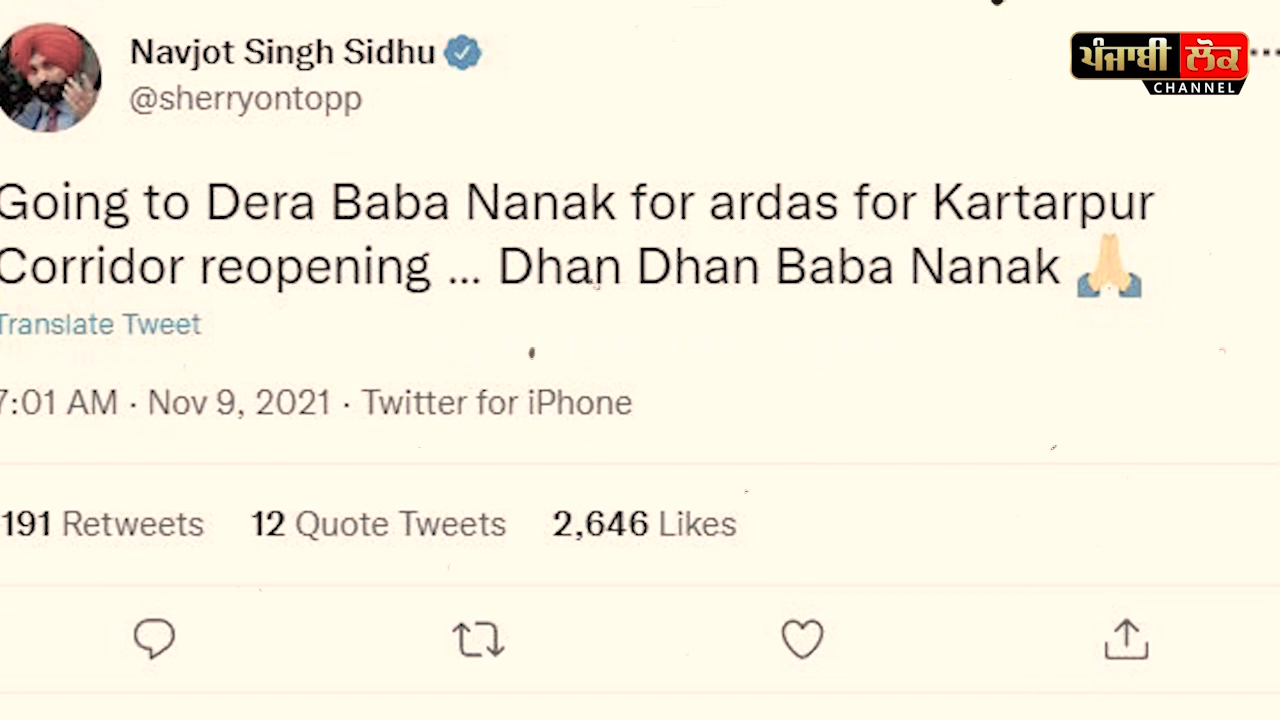 Navjot Singh Sidhu
@sherryontopp
ਪੰਜਾਬੀ ਲੋਕ
CHANNEL
Going to Dera Baba Nanak for ardas for Kartarpur
Corridor reopening ... Dhan Dhan Baba Nanak 🙏🏻
Translate Tweet
7:01 AM · Nov 9, 2021 · Twitter for iPhone
191 Retweets 12 Quote Tweets 2,646 Likes